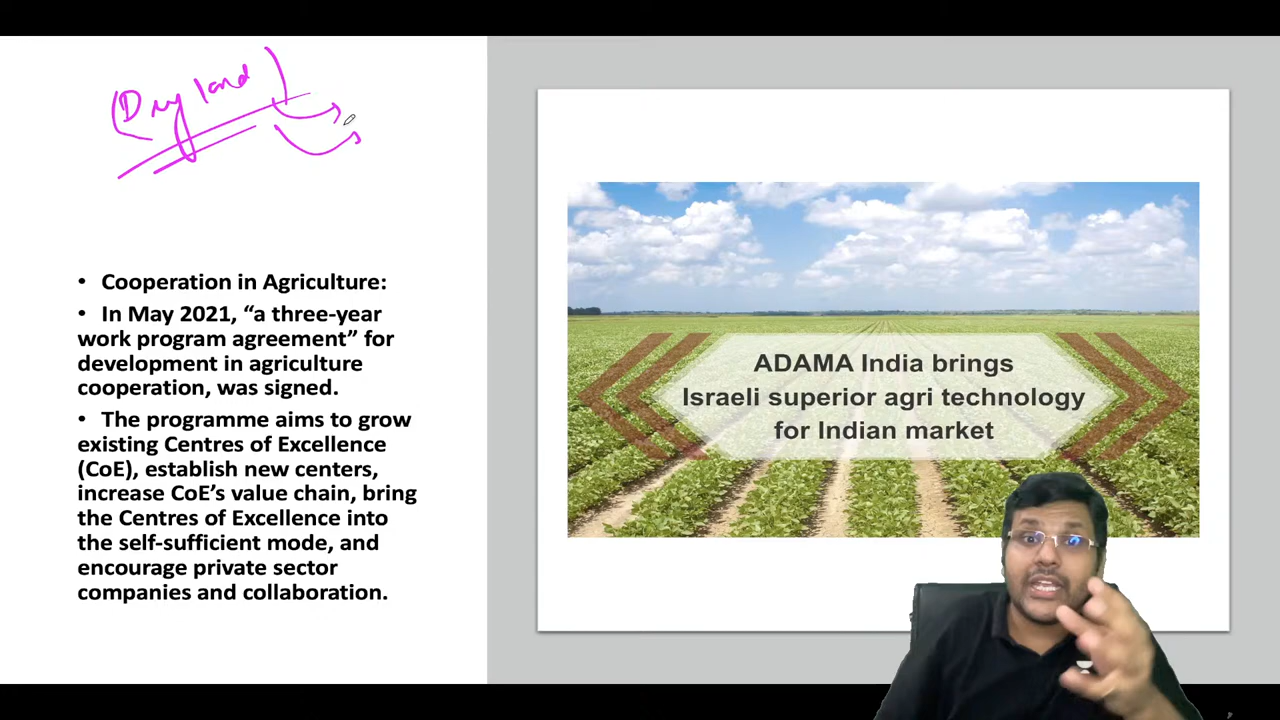 (Dry land)
• Cooperation in Agriculture:
• In May 2021, “a three-year
work program agreement” for
development in agriculture
cooperation, was signed.
• The programme aims to grow
existing Centres of Excellence
(CoE), establish new centers,
increase CoE’s value chain, bring
the Centres of Excellence into
the self-sufficient mode, and
encourage private sector
companies and collaboration.
ADAMA India brings
Israeli superior agri technology
for Indian market